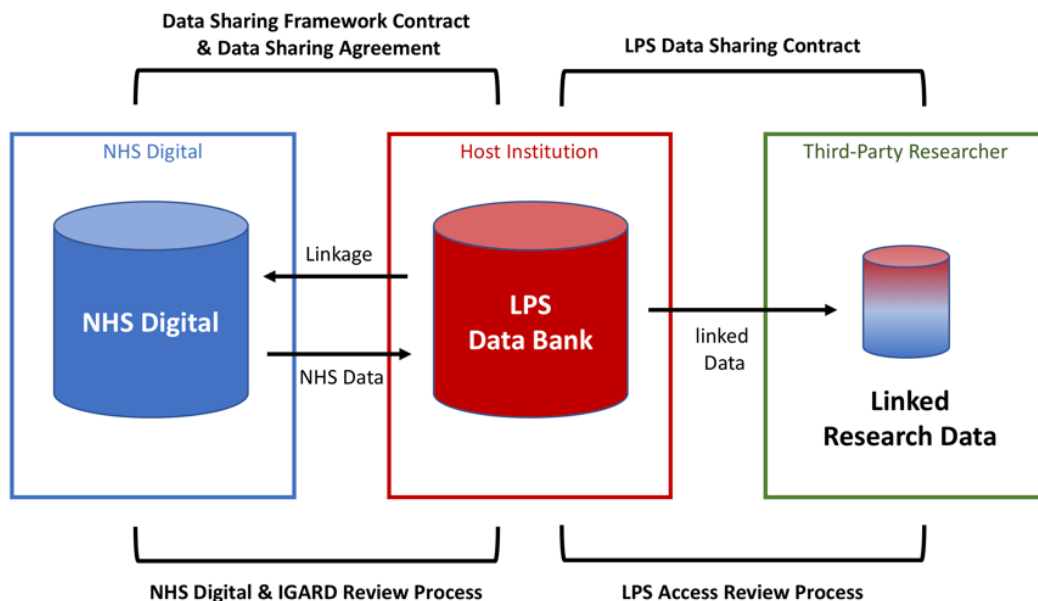 Data Sharing Framework Contract
& Data Sharing Agreement
LPS Data Sharing Contract
NHS Digital
Host Institution
Third-Party Researcher
Linkage
NHS Digital
LPS
Data Bank
NHS Data
linked
Data
Linked
Research Data
NHS Digital & IGARD Review Process
LPS Access Review Process